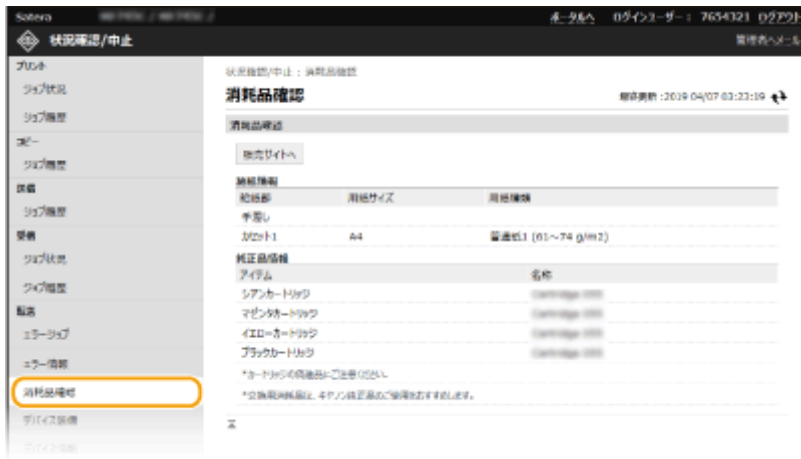 Satera
ポータルへ ログインユーザー： 7654321 ログアウト
状況確認/中止
管理者へメール
プリント
ジョブ状況
ジョブ履歴
コピー
ジョブ履歴
送信
ジョブ履歴
受信
ジョブ状況
ジョブ履歴
転送
エラージョブ
エラー情報
消耗品確認
デバイス装備
デバイス情報
状況確認/中止 : 消耗品確認
消耗品確認
最終更新 :2019 04/07 03:23:19
消耗品確認
販売サイトへ
給紙情報
給紙部 用紙サイズ 用紙種類
手差し
カセット1 A4 普通紙1 (61～74 g/m2)
純正品情報
アイテム 名称
シアンカートリッジ
マゼンタカートリッジ
イエローカートリッジ
ブラックカートリッジ
*カートリッジの偽造品にご注意ください。
*交換用消耗品は、キヤノン純正品のご使用をおすすめします。